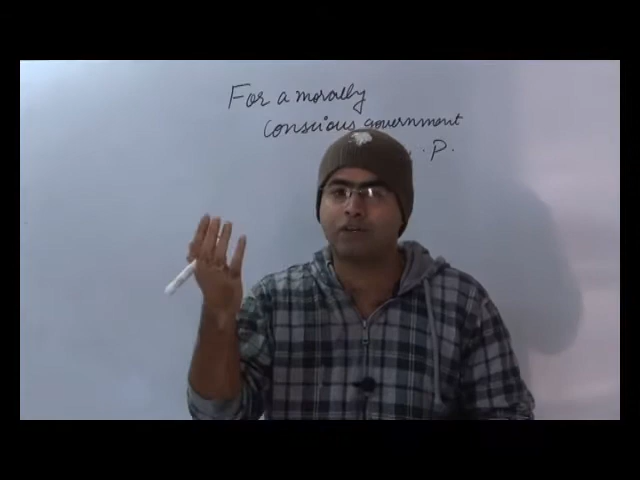 For a morally
conscious government
. P.